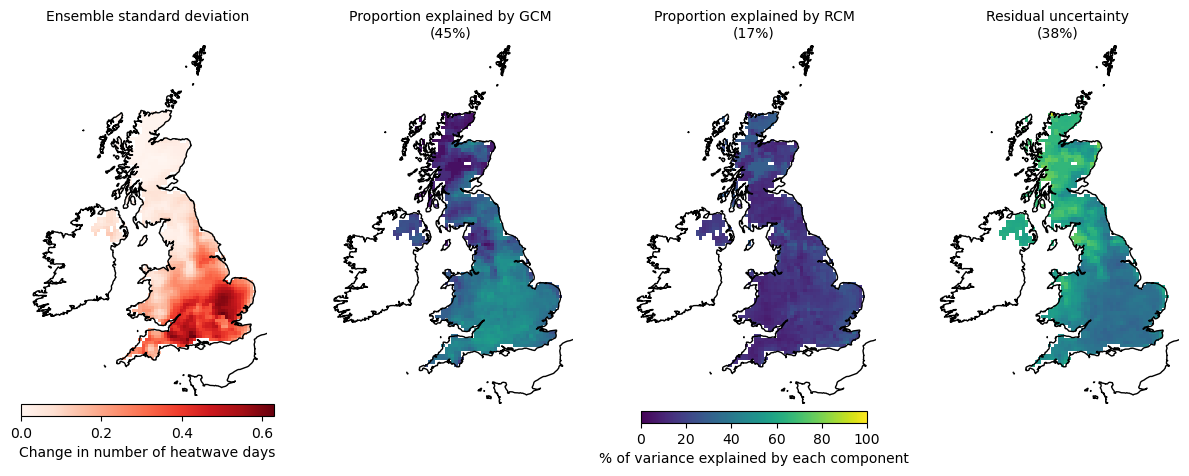 Ensemble standard deviation
Proportion explained by GCM
(45%)
Proportion explained by RCM
(17%)
Residual uncertainty
(38%)
0.0 0.2 0.4 0.6
Change in number of heatwave days
0 20 40 60 80 100
% of variance explained by each component